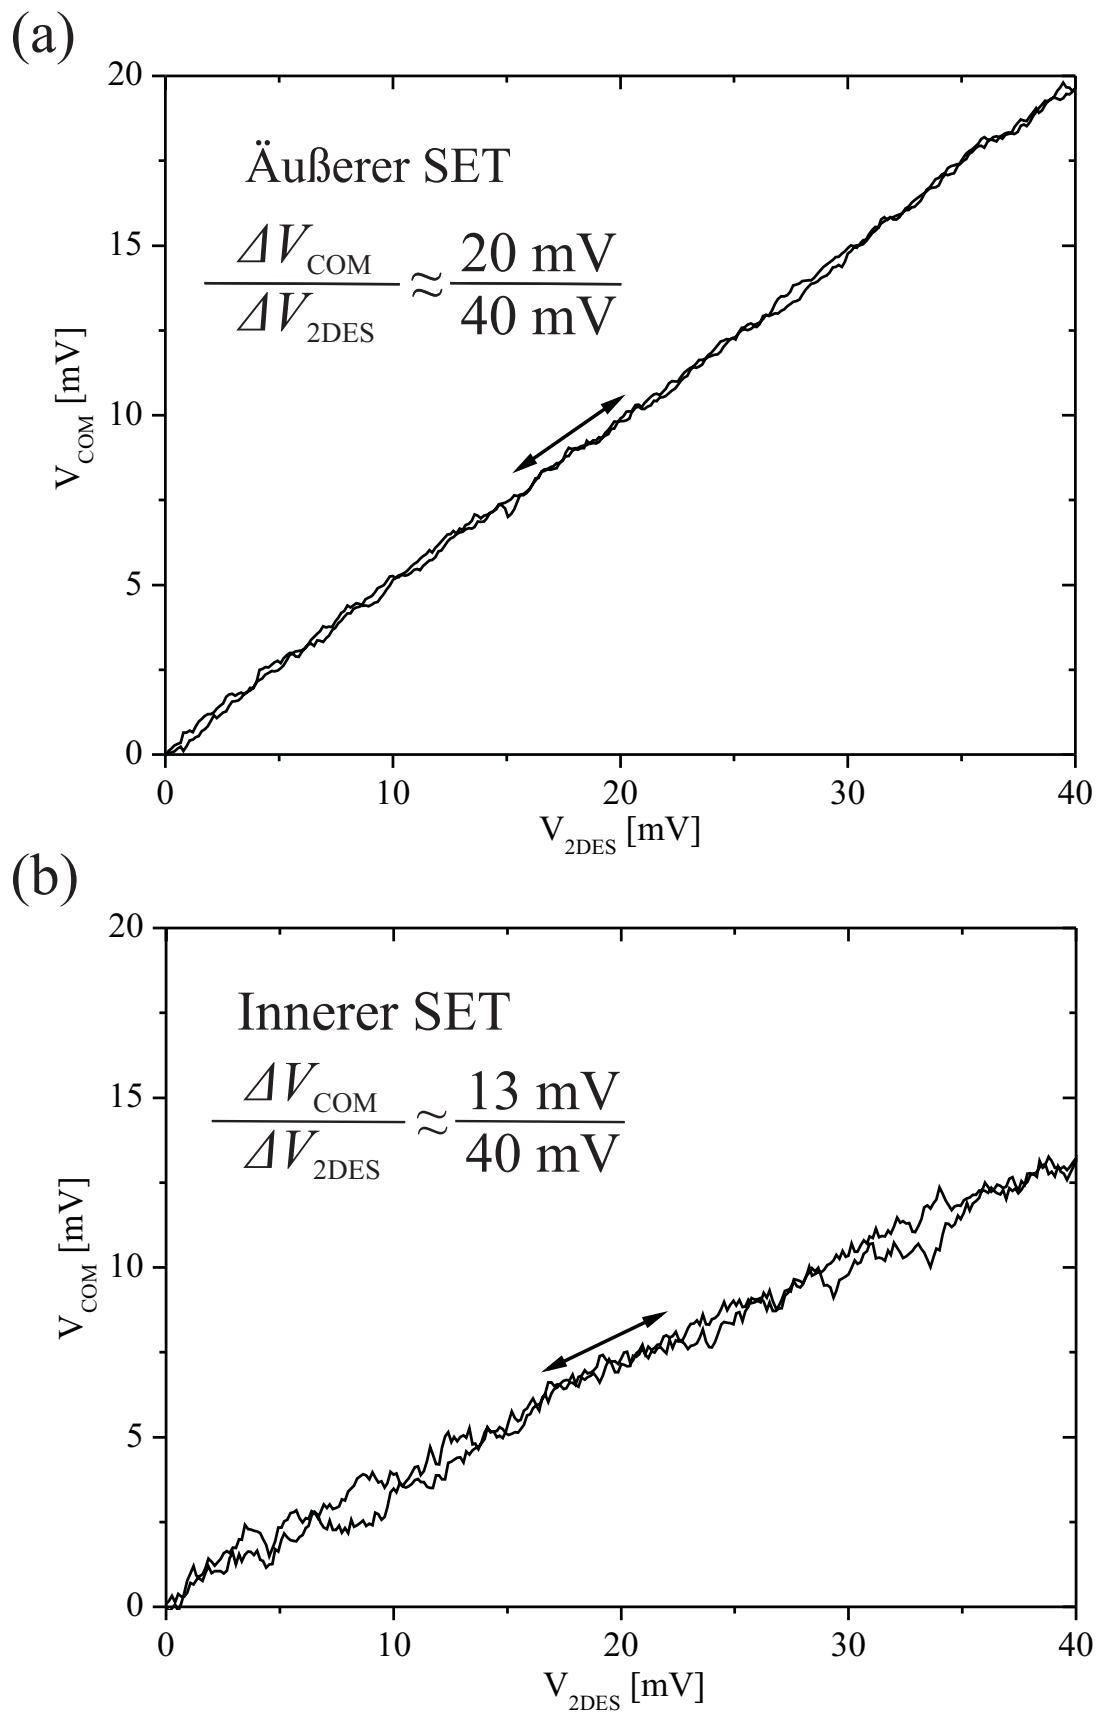 (a)
20
15
10
5
0
Äußerer SET
ΔV_COM / ΔV_2DES ≈ 20 mV / 40 mV
V_COM [mV]
0 10 20 30 40
V_2DES [mV]
(b)
20
15
10
5
0
Innerer SET
ΔV_COM / ΔV_2DES ≈ 13 mV / 40 mV
V_COM [mV]
0 10 20 30 40
V_2DES [mV]